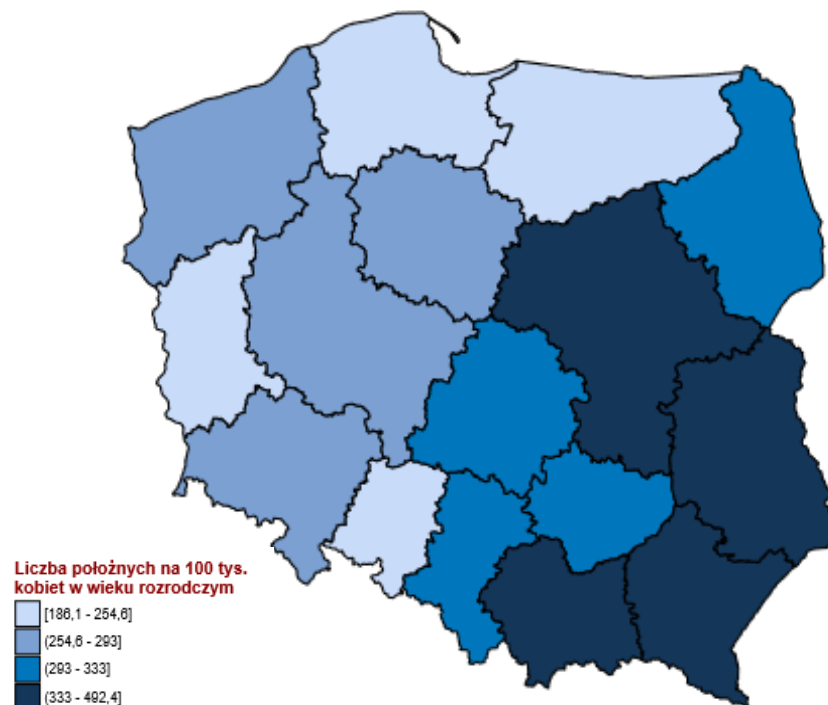 Liczba położnych na 100 tys.
kobiet w wieku rozrodczym
[186,1 - 254,6]
(254,6 - 293]
(293 - 333]
(333 - 492,4]